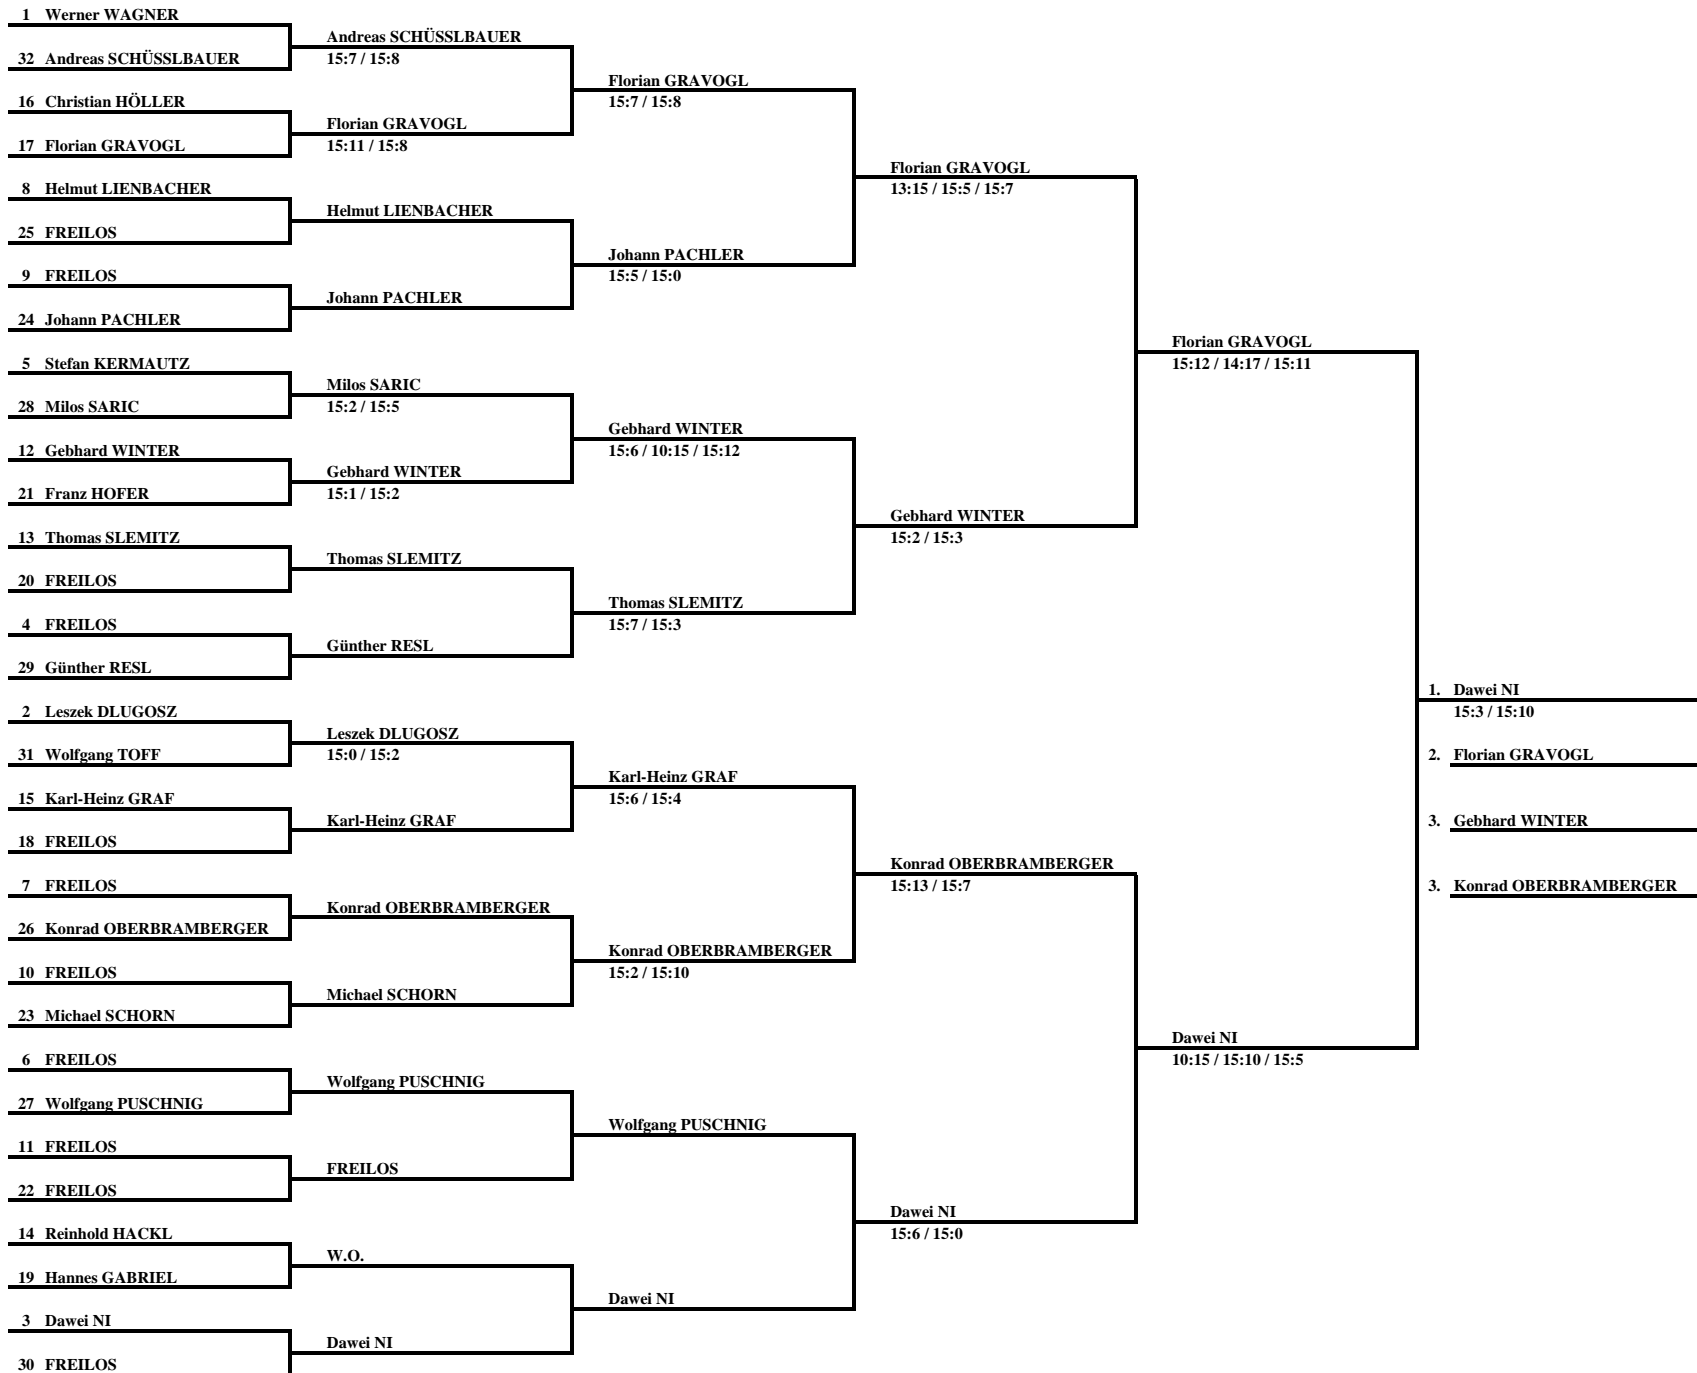 1 Werner WAGNER
32 Andreas SCHÜSSLBAUER
16 Christian HÖLLER
17 Florian GRAVOGL
8 Helmut LIENBACHER
25 FREILOS
9 FREILOS
24 Johann PACHLER
5 Stefan KERMAUTZ
28 Milos SARIC
12 Gebhard WINTER
21 Franz HOFER
13 Thomas SLEMITZ
20 FREILOS
4 FREILOS
29 Günther RESL
2 Leszek DLUGOSZ
31 Wolfgang TOFF
15 Karl-Heinz GRAF
18 FREILOS
7 FREILOS
26 Konrad OBERBRAMBERGER
10 FREILOS
23 Michael SCHORN
6 FREILOS
27 Wolfgang PUSCHNIG
11 FREILOS
22 FREILOS
14 Reinhold HACKL
19 Hannes GABRIEL
3 Dawei NI
30 FREILOS
Andreas SCHÜSSLBAUER
15:7 / 15:8
Florian GRAVOGL
15:11 / 15:8
Helmut LIENBACHER
Johann PACHLER
Milos SARIC
15:2 / 15:5
Gebhard WINTER
15:1 / 15:2
Thomas SLEMITZ
Günther RESL
Leszek DLUGOSZ
15:0 / 15:2
Karl-Heinz GRAF
Konrad OBERBRAMBERGER
Michael SCHORN
Wolfgang PUSCHNIG
FREILOS
W.O.
Dawei NI
Florian GRAVOGL
15:7 / 15:8
Johann PACHLER
15:5 / 15:0
Gebhard WINTER
15:6 / 10:15 / 15:12
Thomas SLEMITZ
15:7 / 15:3
Karl-Heinz GRAF
15:6 / 15:4
Konrad OBERBRAMBERGER
15:2 / 15:10
Wolfgang PUSCHNIG
Dawei NI
Florian GRAVOGL
13:15 / 15:5 / 15:7
Gebhard WINTER
15:2 / 15:3
Konrad OBERBRAMBERGER
15:13 / 15:7
Dawei NI
15:6 / 15:0
Florian GRAVOGL
15:12 / 14:17 / 15:11
Dawei NI
10:15 / 15:10 / 15:5
1. Dawei NI
15:3 / 15:10
2. Florian GRAVOGL
3. Gebhard WINTER
3. Konrad OBERBRAMBERGER